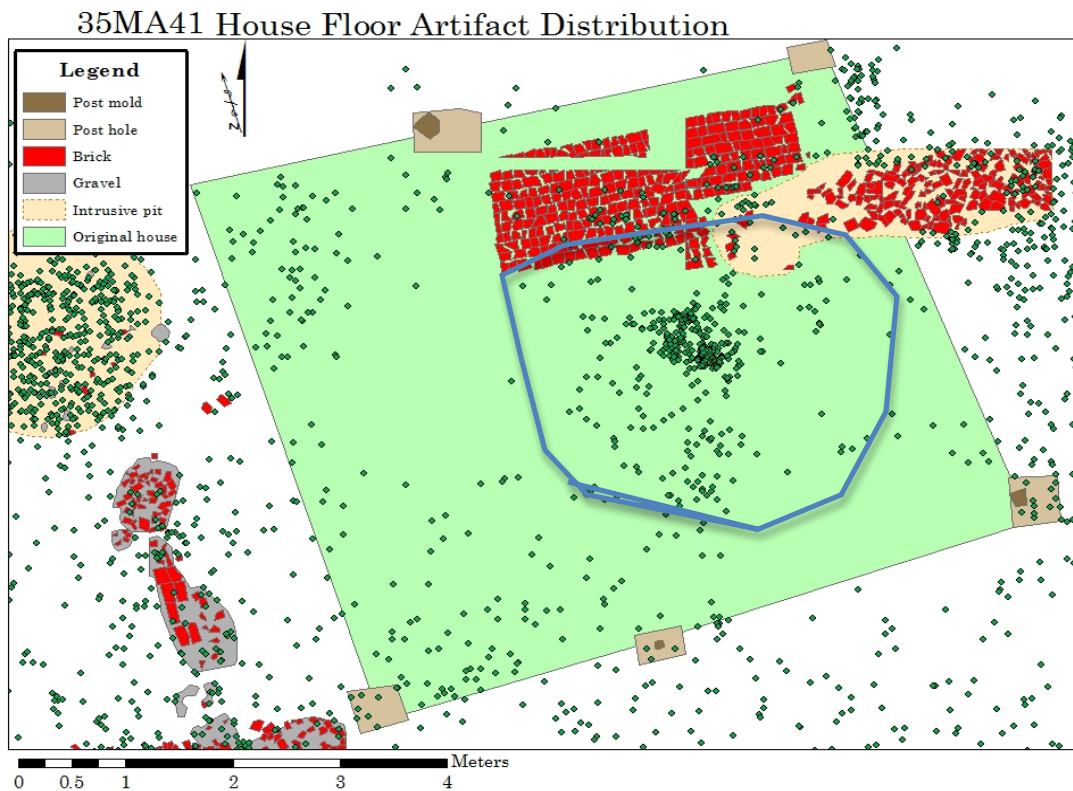 35MA41 House Floor Artifact Distribution
Legend
Post mold
Post hole
Brick
Gravel
Intrusive pit
Original house
N
Meters
0 0.5 1 2 3 4